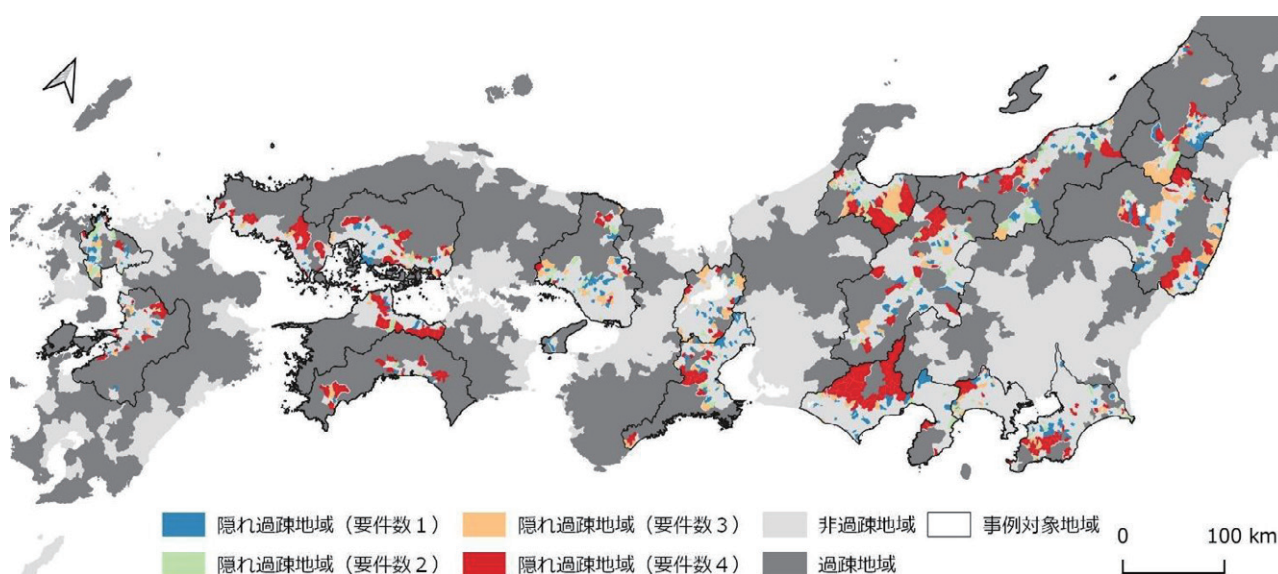 隠れ過疎地域（要件数１） 隠れ過疎地域（要件数３） 非過疎地域 事例対象地域
隠れ過疎地域（要件数２） 隠れ過疎地域（要件数４） 過疎地域
0 100 km